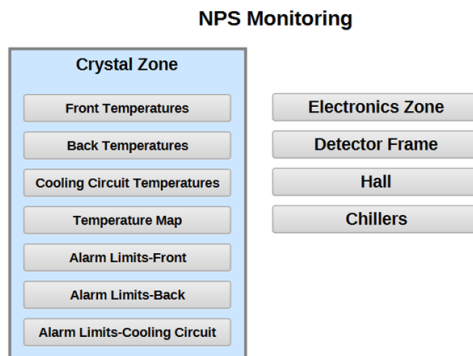 NPS Monitoring
Crystal Zone
Front Temperatures
Back Temperatures
Cooling Circuit Temperatures
Temperature Map
Alarm Limits-Front
Alarm Limits-Back
Alarm Limits-Cooling Circuit
Electronics Zone
Detector Frame
Hall
Chillers